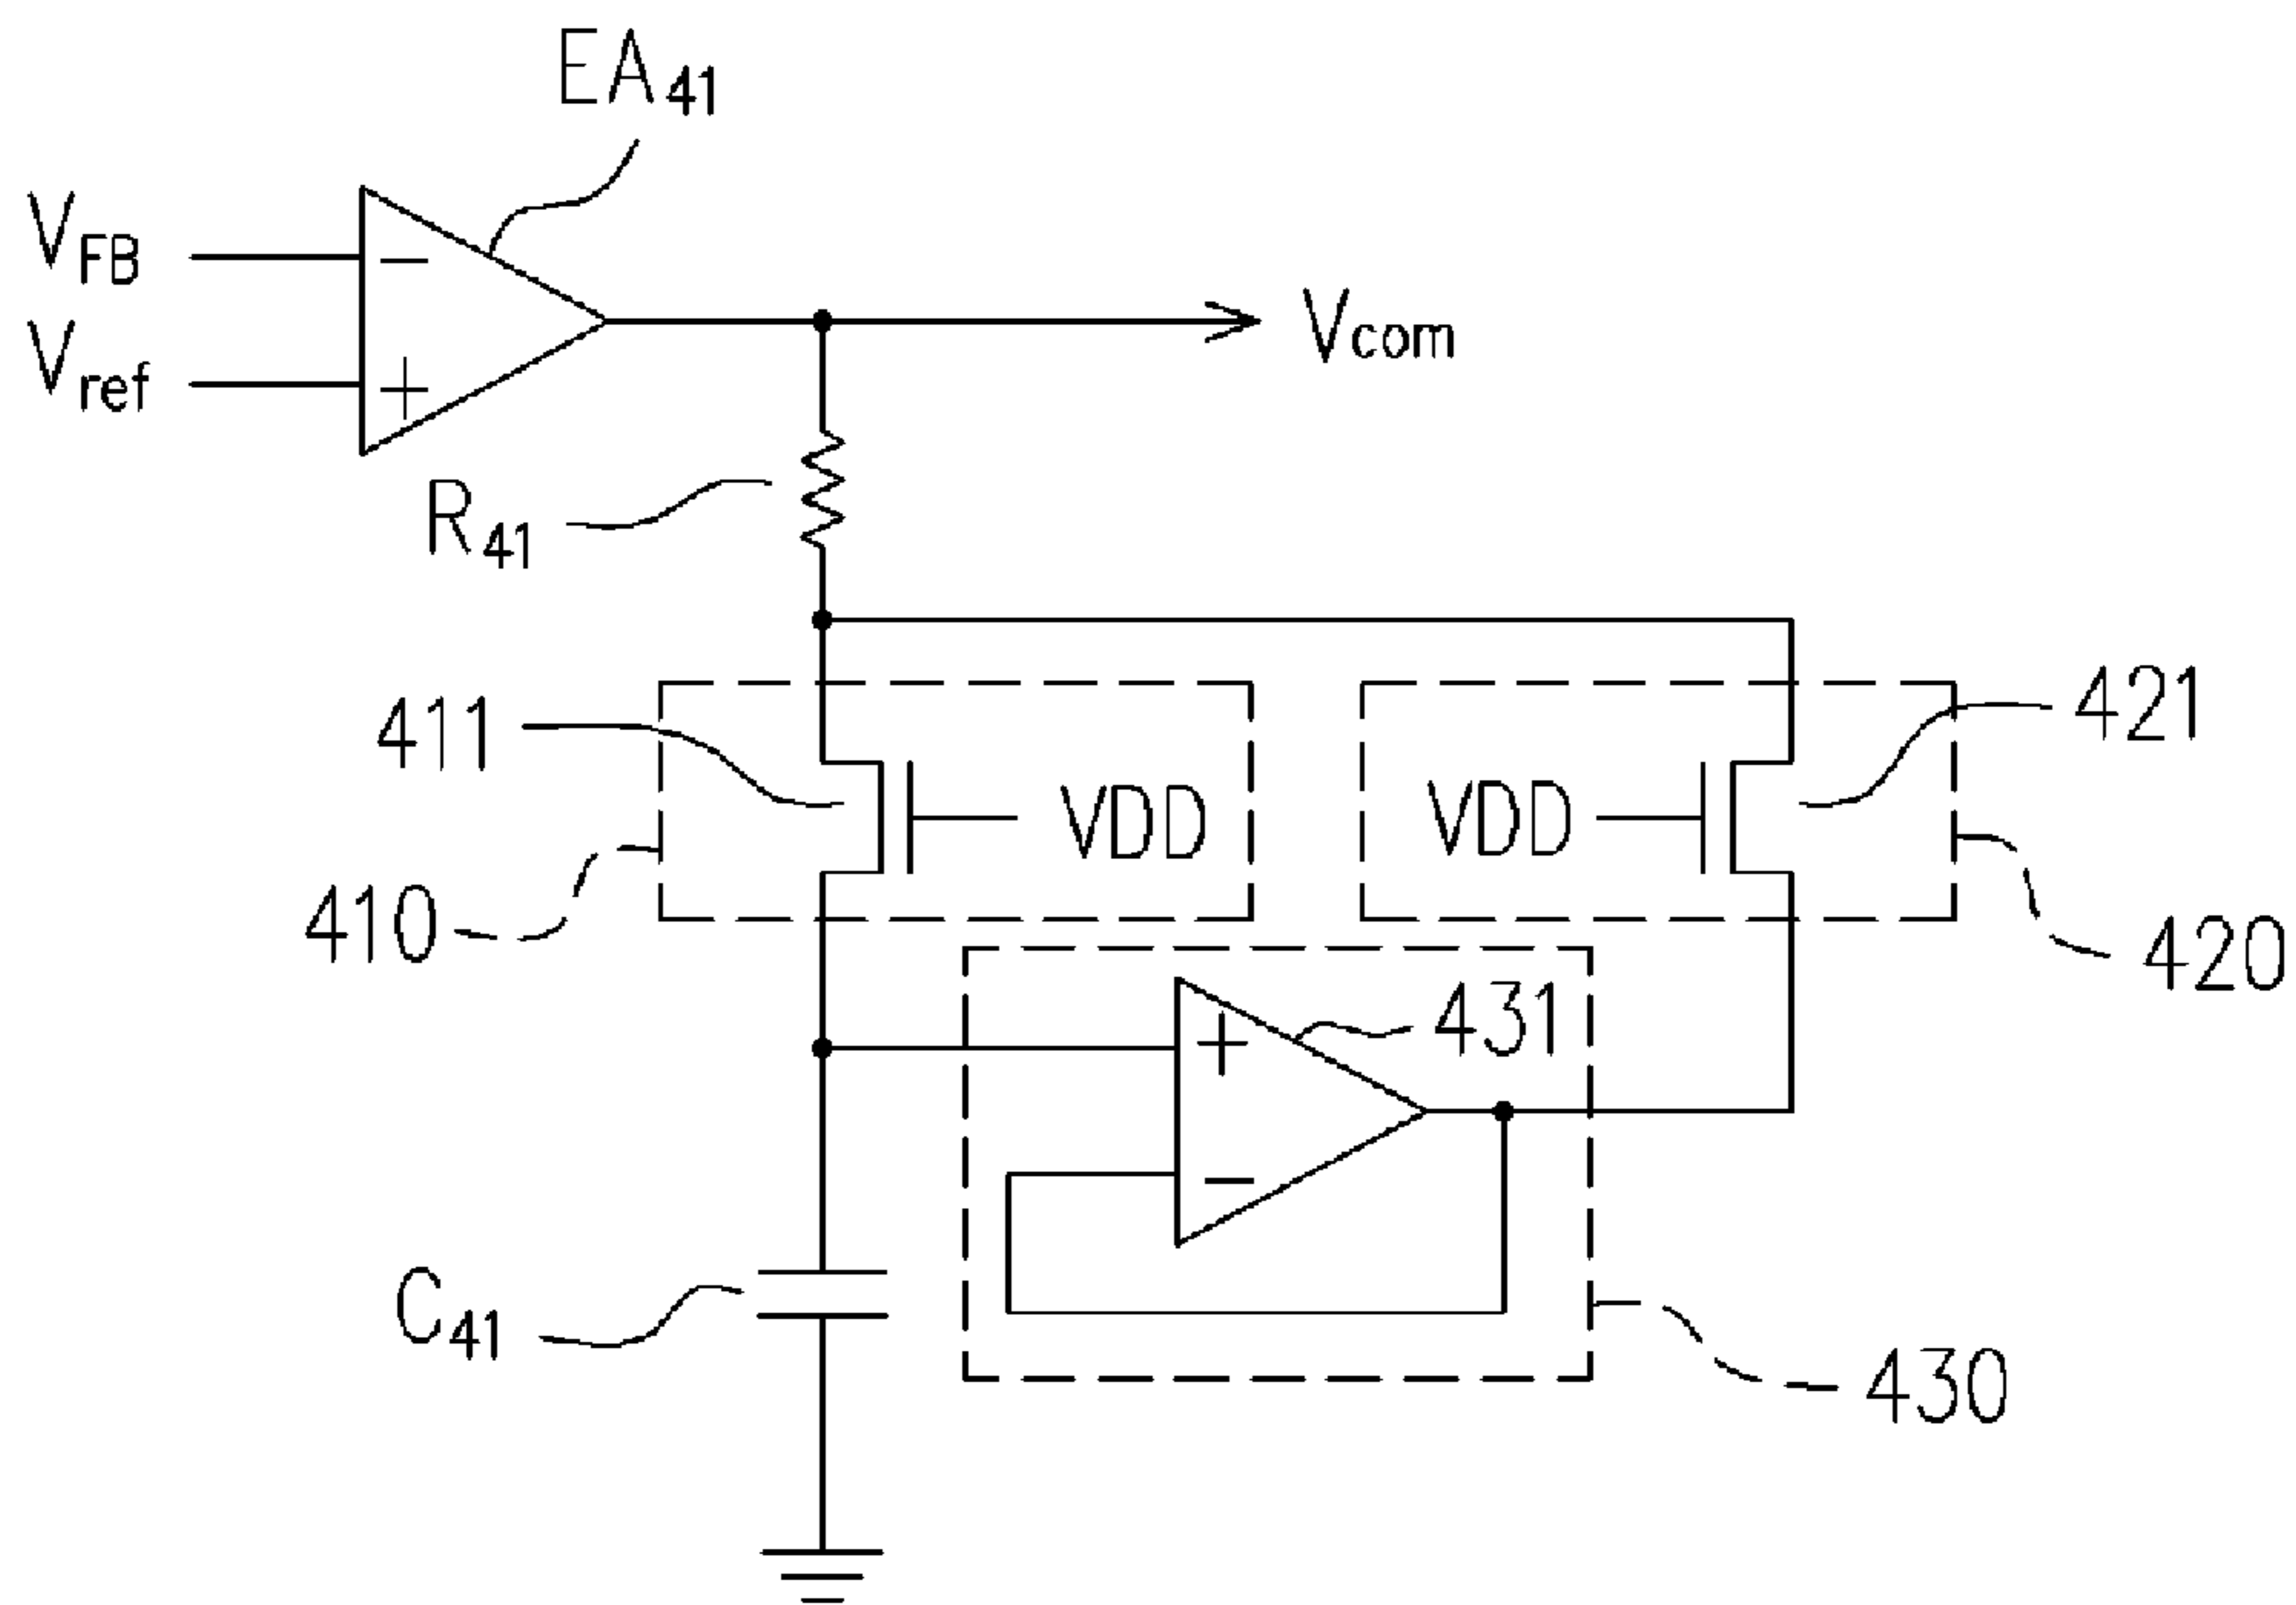 EA41
VFB
Vref
−
+
Vcom
R41
411
VDD
VDD
421
410
420
+
431
−
C41
430